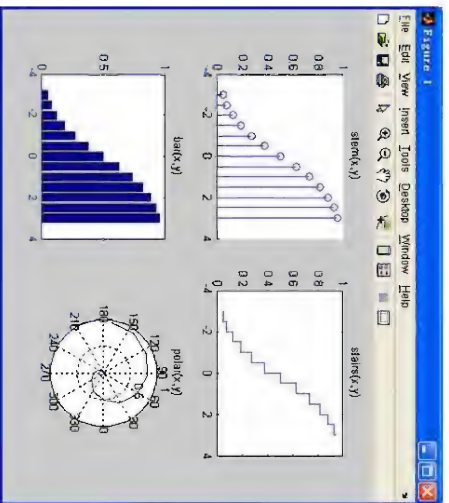 Figure 1
File Edit View Insert Tools Desktop Window Help
stem(x,y)
1
0.8
0.6
0.4
0.2
0
-4 -2 0 2 4
stairs(x,y)
1
0.8
0.6
0.4
0.2
0
-4 -2 0 2 4
bar(x,y)
1
0.5
0
-4 -2 0 2 4
polar(x,y)
90 1
120 60
0.5
150 30
180 0
210 330
240 300
270